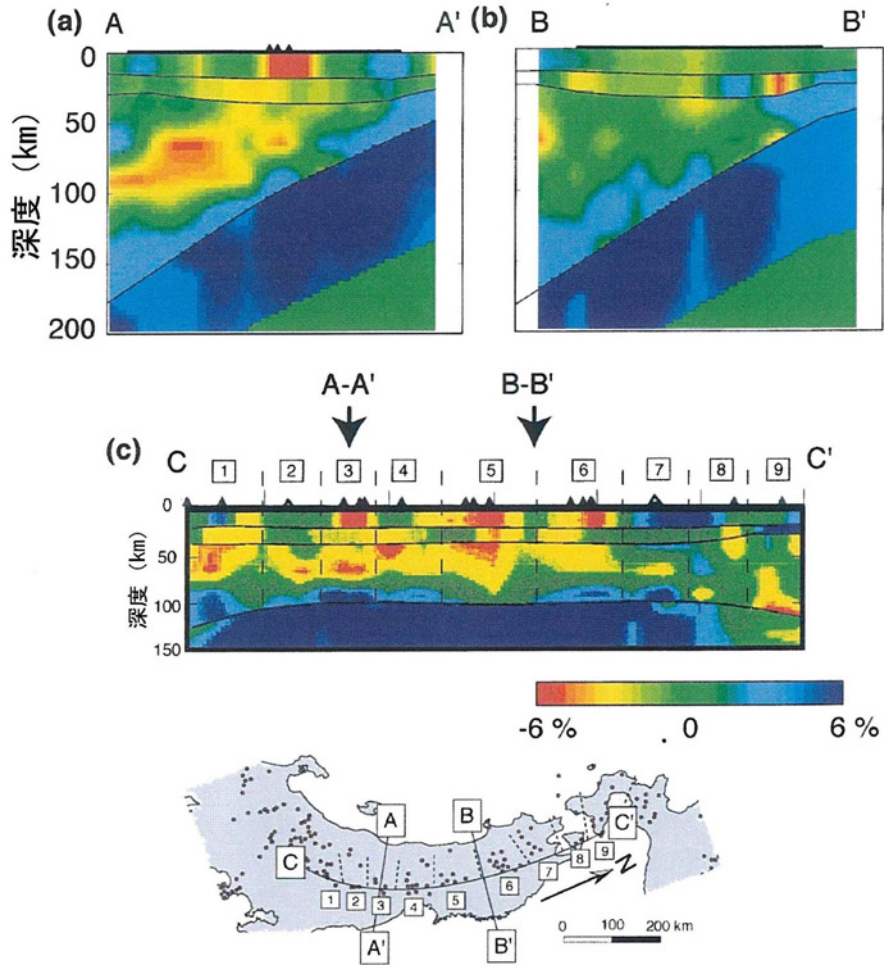 (a) A A'
(b) B B'
0
50
100
150
200
深度 (km)
A-A' B-B'
(c) C C'
1 2 3 4 5 6 7 8 9
0
50
100
150
深度 (km)
-6 % 0 6 %
A B C C'
1 2 3 4 5 6 7 8 9
A' B'
N
0 100 200 km